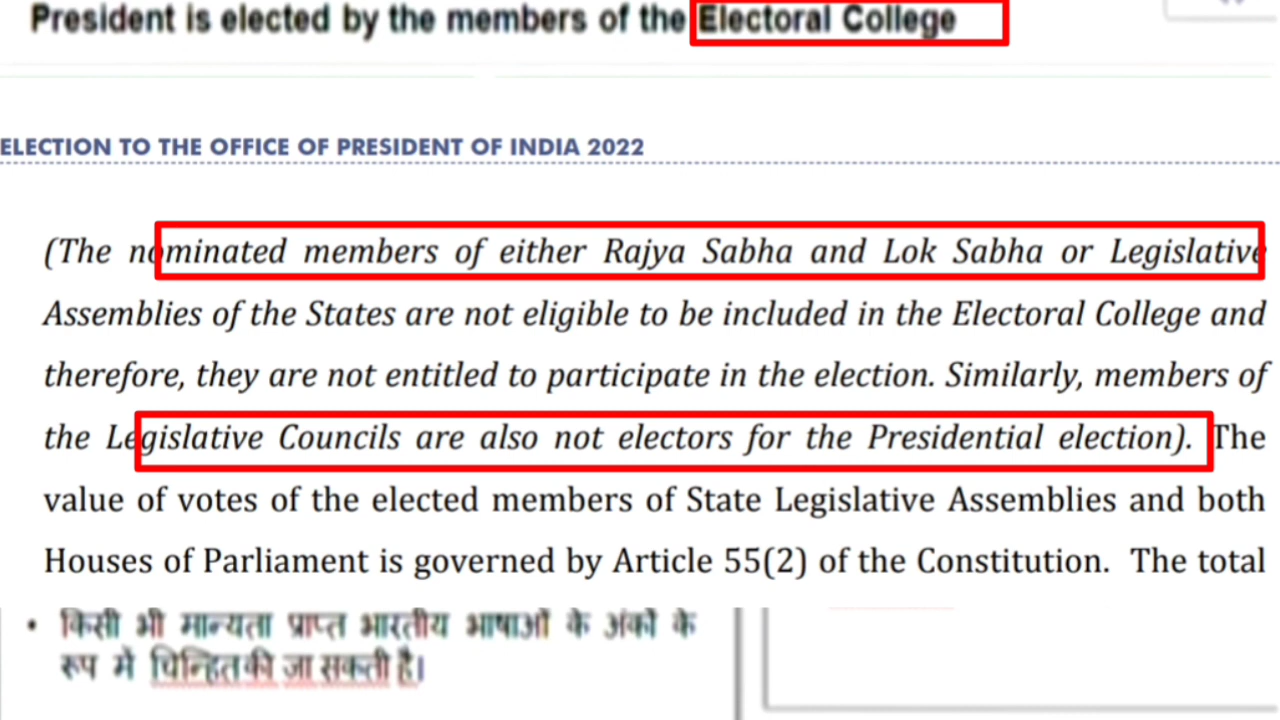 President is elected by the members of the Electoral College
ELECTION TO THE OFFICE OF PRESIDENT OF INDIA 2022
(The nominated members of either Rajya Sabha and Lok Sabha or Legislative
Assemblies of the States are not eligible to be included in the Electoral College and
therefore, they are not entitled to participate in the election. Similarly, members of
the Legislative Councils are also not electors for the Presidential election). The
value of votes of the elected members of State Legislative Assemblies and both
Houses of Parliament is governed by Article 55(2) of the Constitution. The total
• किसी भी मान्यता प्राप्त भारतीय भाषाओं के अंकों के
रूप में चिन्हित की जा सकती है।